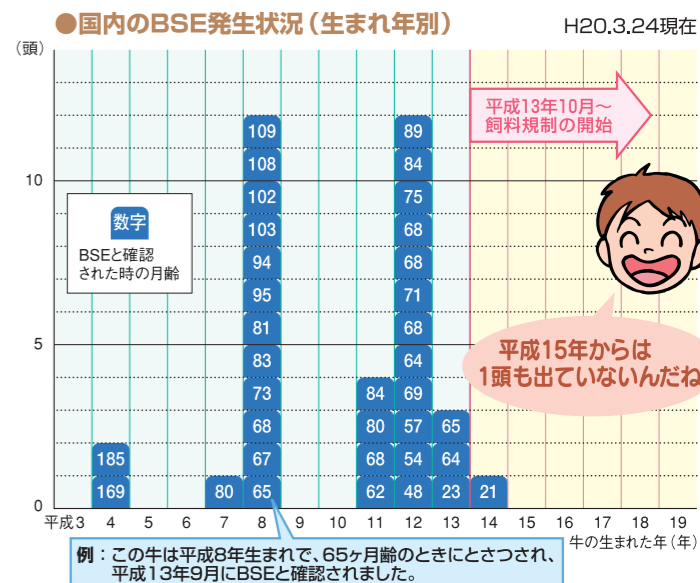 ●国内のBSE発生状況（生まれ年別）
H20.3.24現在
（頭）
平成13年10月～
飼料規制の開始
数字
BSEと確認
された時の月齢
10
5
0
185
169
80
109
108
102
103
94
95
81
83
73
68
67
65
84
80
68
62
89
84
75
68
68
71
68
64
69
57
54
48
65
64
23
21
平成15年からは
1頭も出ていないんだね
平成3 4 5 6 7 8 9 10 11 12 13 14 15 16 17 18 19
牛の生まれた年（年）
例：この牛は平成8年生まれで、65ヶ月齢のときにとさつされ、
平成13年9月にBSEと確認されました。